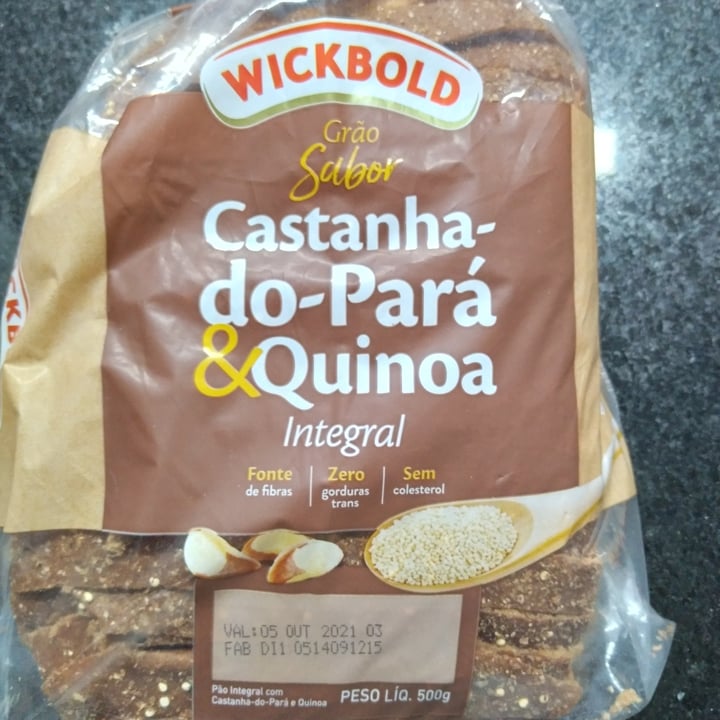 WICKBOLD
Grão
Sabor
Castanha-
do-Pará
&Quinoa
Integral
Fonte
de fibras
Zero
gorduras
trans
Sem
colesterol
VAL:05 OUT 2021 03
FAB DI1 0514091215
Pão Integral com
Castanha-do-Pará e Quinoa
PESO LÍQ. 500g